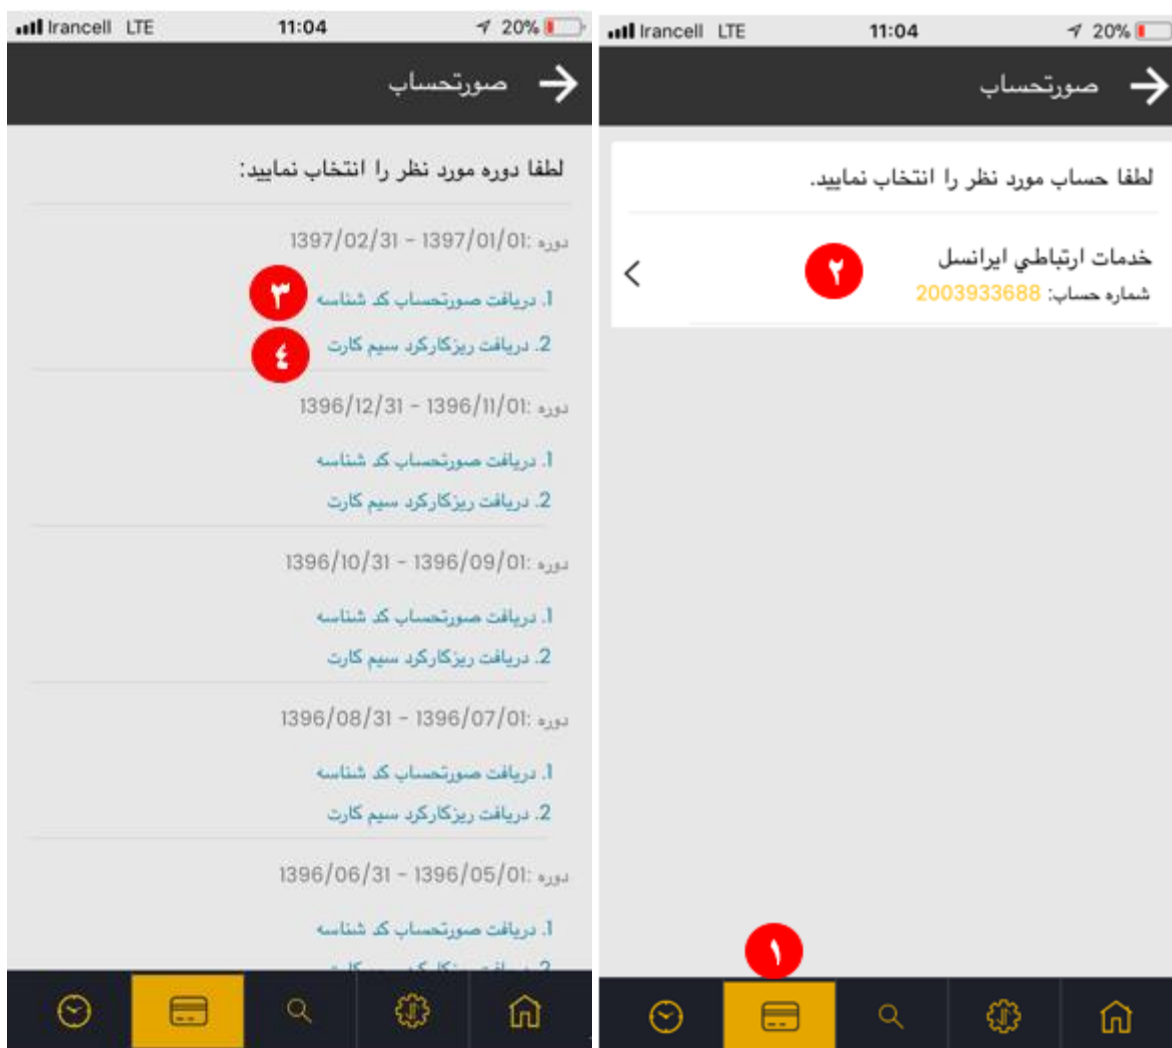 Irancell LTE 11:04 20%
صورتحساب
لطفا حساب مورد نظر را انتخاب نمایید.
خدمات ارتباطي ایرانسل
شماره حساب: 2003933688
٢
١
Irancell LTE 11:04 20%
صورتحساب
لطفا دوره مورد نظر را انتخاب نمایید:
دوره :1397/01/01 - 1397/02/31
1. دریافت صورتحساب کد شناسه
٣
2. دریافت ریزکارکرد سیم کارت
٤
دوره :1396/11/01 - 1396/12/31
1. دریافت صورتحساب کد شناسه
2. دریافت ریزکارکرد سیم کارت
دوره :1396/09/01 - 1396/10/31
1. دریافت صورتحساب کد شناسه
2. دریافت ریزکارکرد سیم کارت
دوره :1396/07/01 - 1396/08/31
1. دریافت صورتحساب کد شناسه
2. دریافت ریزکارکرد سیم کارت
دوره :1396/05/01 - 1396/06/31
1. دریافت صورتحساب کد شناسه